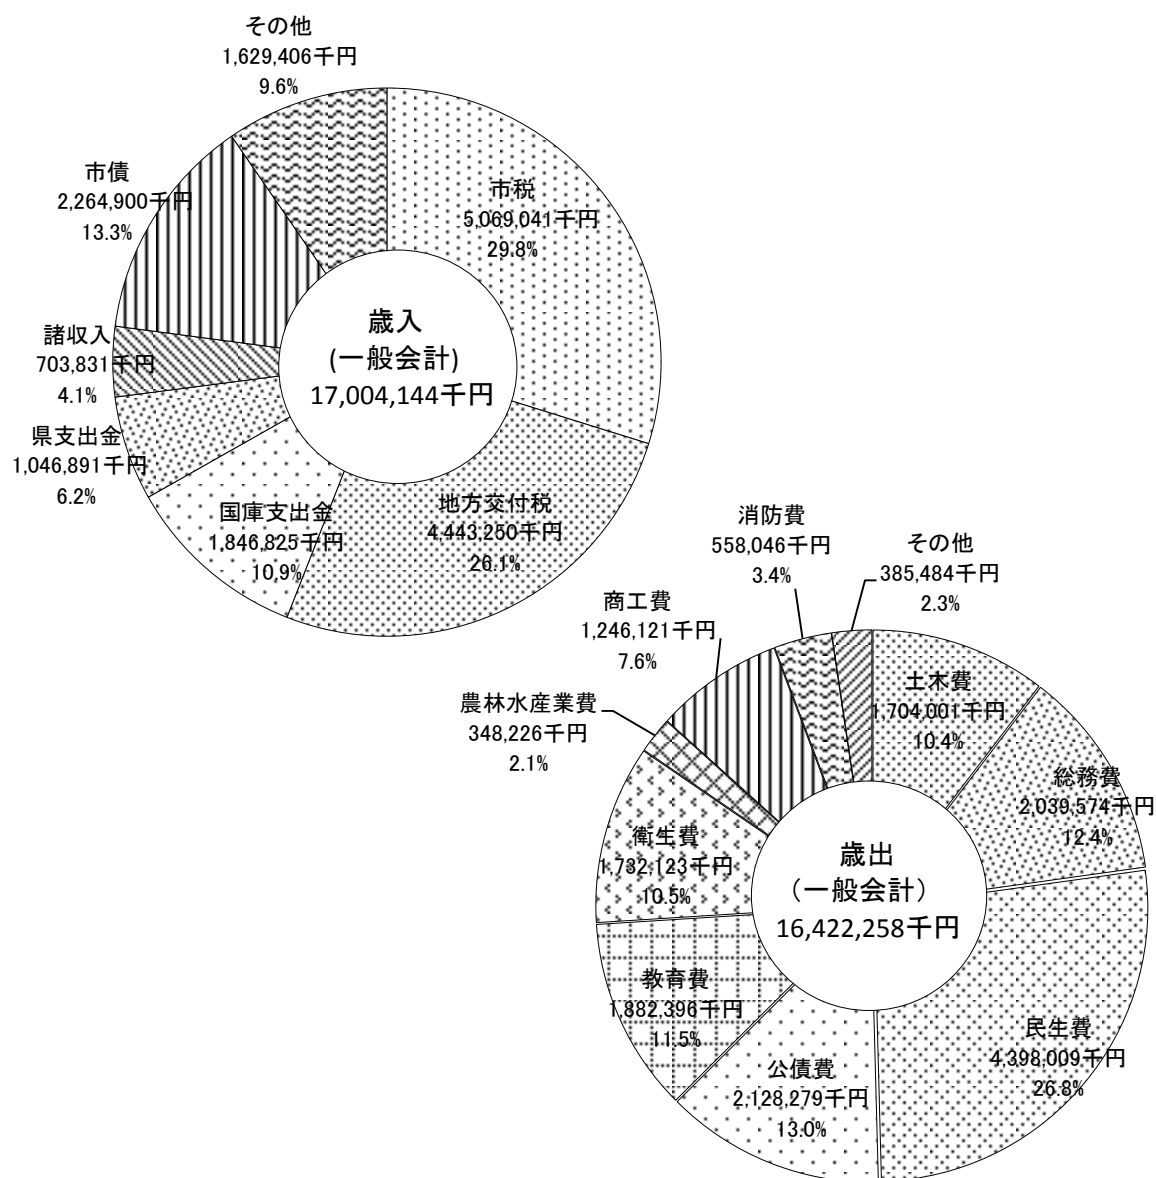 その他
1,629,406千円
9.6%
市債
2,264,900千円
13.3%
市税
5,069,041千円
29.8%
諸収入
703,831千円
4.1%
歳入
(一般会計)
17,004,144千円
県支出金
1,046,891千円
6.2%
国庫支出金
1,846,825千円
10.9%
地方交付税
4,443,250千円
26.1%
消防費
558,046千円
3.4%
その他
385,484千円
2.3%
商工費
1,246,121千円
7.6%
農林水産業費
348,226千円
2.1%
土木費
1,704,001千円
10.4%
総務費
2,039,574千円
12.4%
衛生費
1,732,123千円
10.5%
歳出
（一般会計）
16,422,258千円
教育費
1,882,396千円
11.5%
民生費
4,398,009千円
26.8%
公債費
2,128,279千円
13.0%